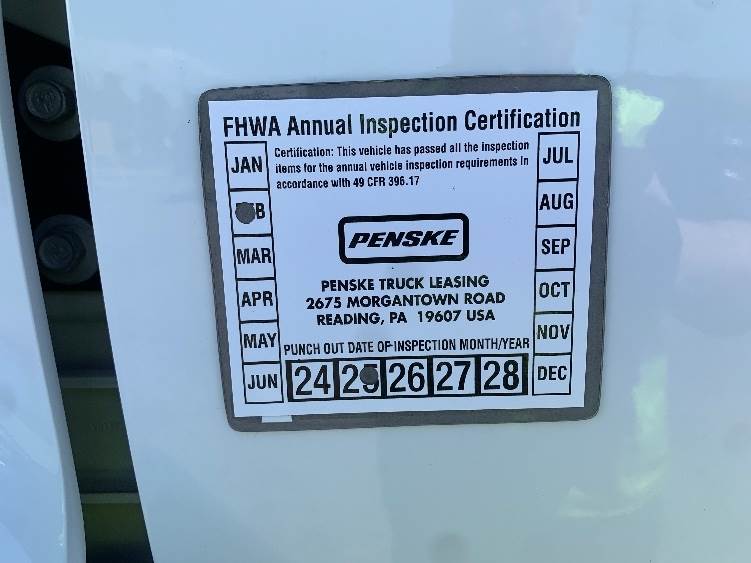 FHWA Annual Inspection Certification
Certification: This vehicle has passed all the inspection
items for the annual vehicle inspection requirements in
accordance with 49 CFR 396.17
JAN
B
MAR
APR
MAY
JUN
JUL
AUG
SEP
OCT
NOV
DEC
PENSKE
PENSKE TRUCK LEASING
2675 MORGANTOWN ROAD
READING, PA 19607 USA
PUNCH OUT DATE OF INSPECTION MONTH/YEAR
24 25 26 27 28